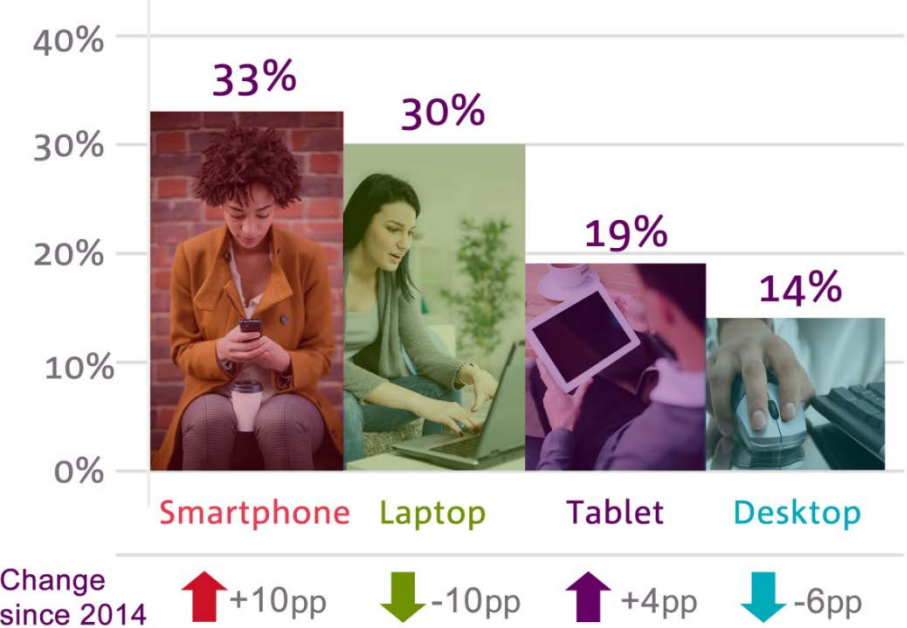 40%
33%
30%
30%
20%
19%
14%
10%
0%
Smartphone Laptop Tablet Desktop
Change
since 2014
+10pp -10pp +4pp -6pp